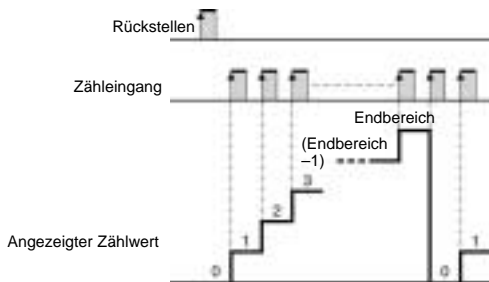 Rückstellen
Zähleingang
Endbereich
(Endbereich
–1)
3
2
Angezeigter Zählwert
1
1
0
0